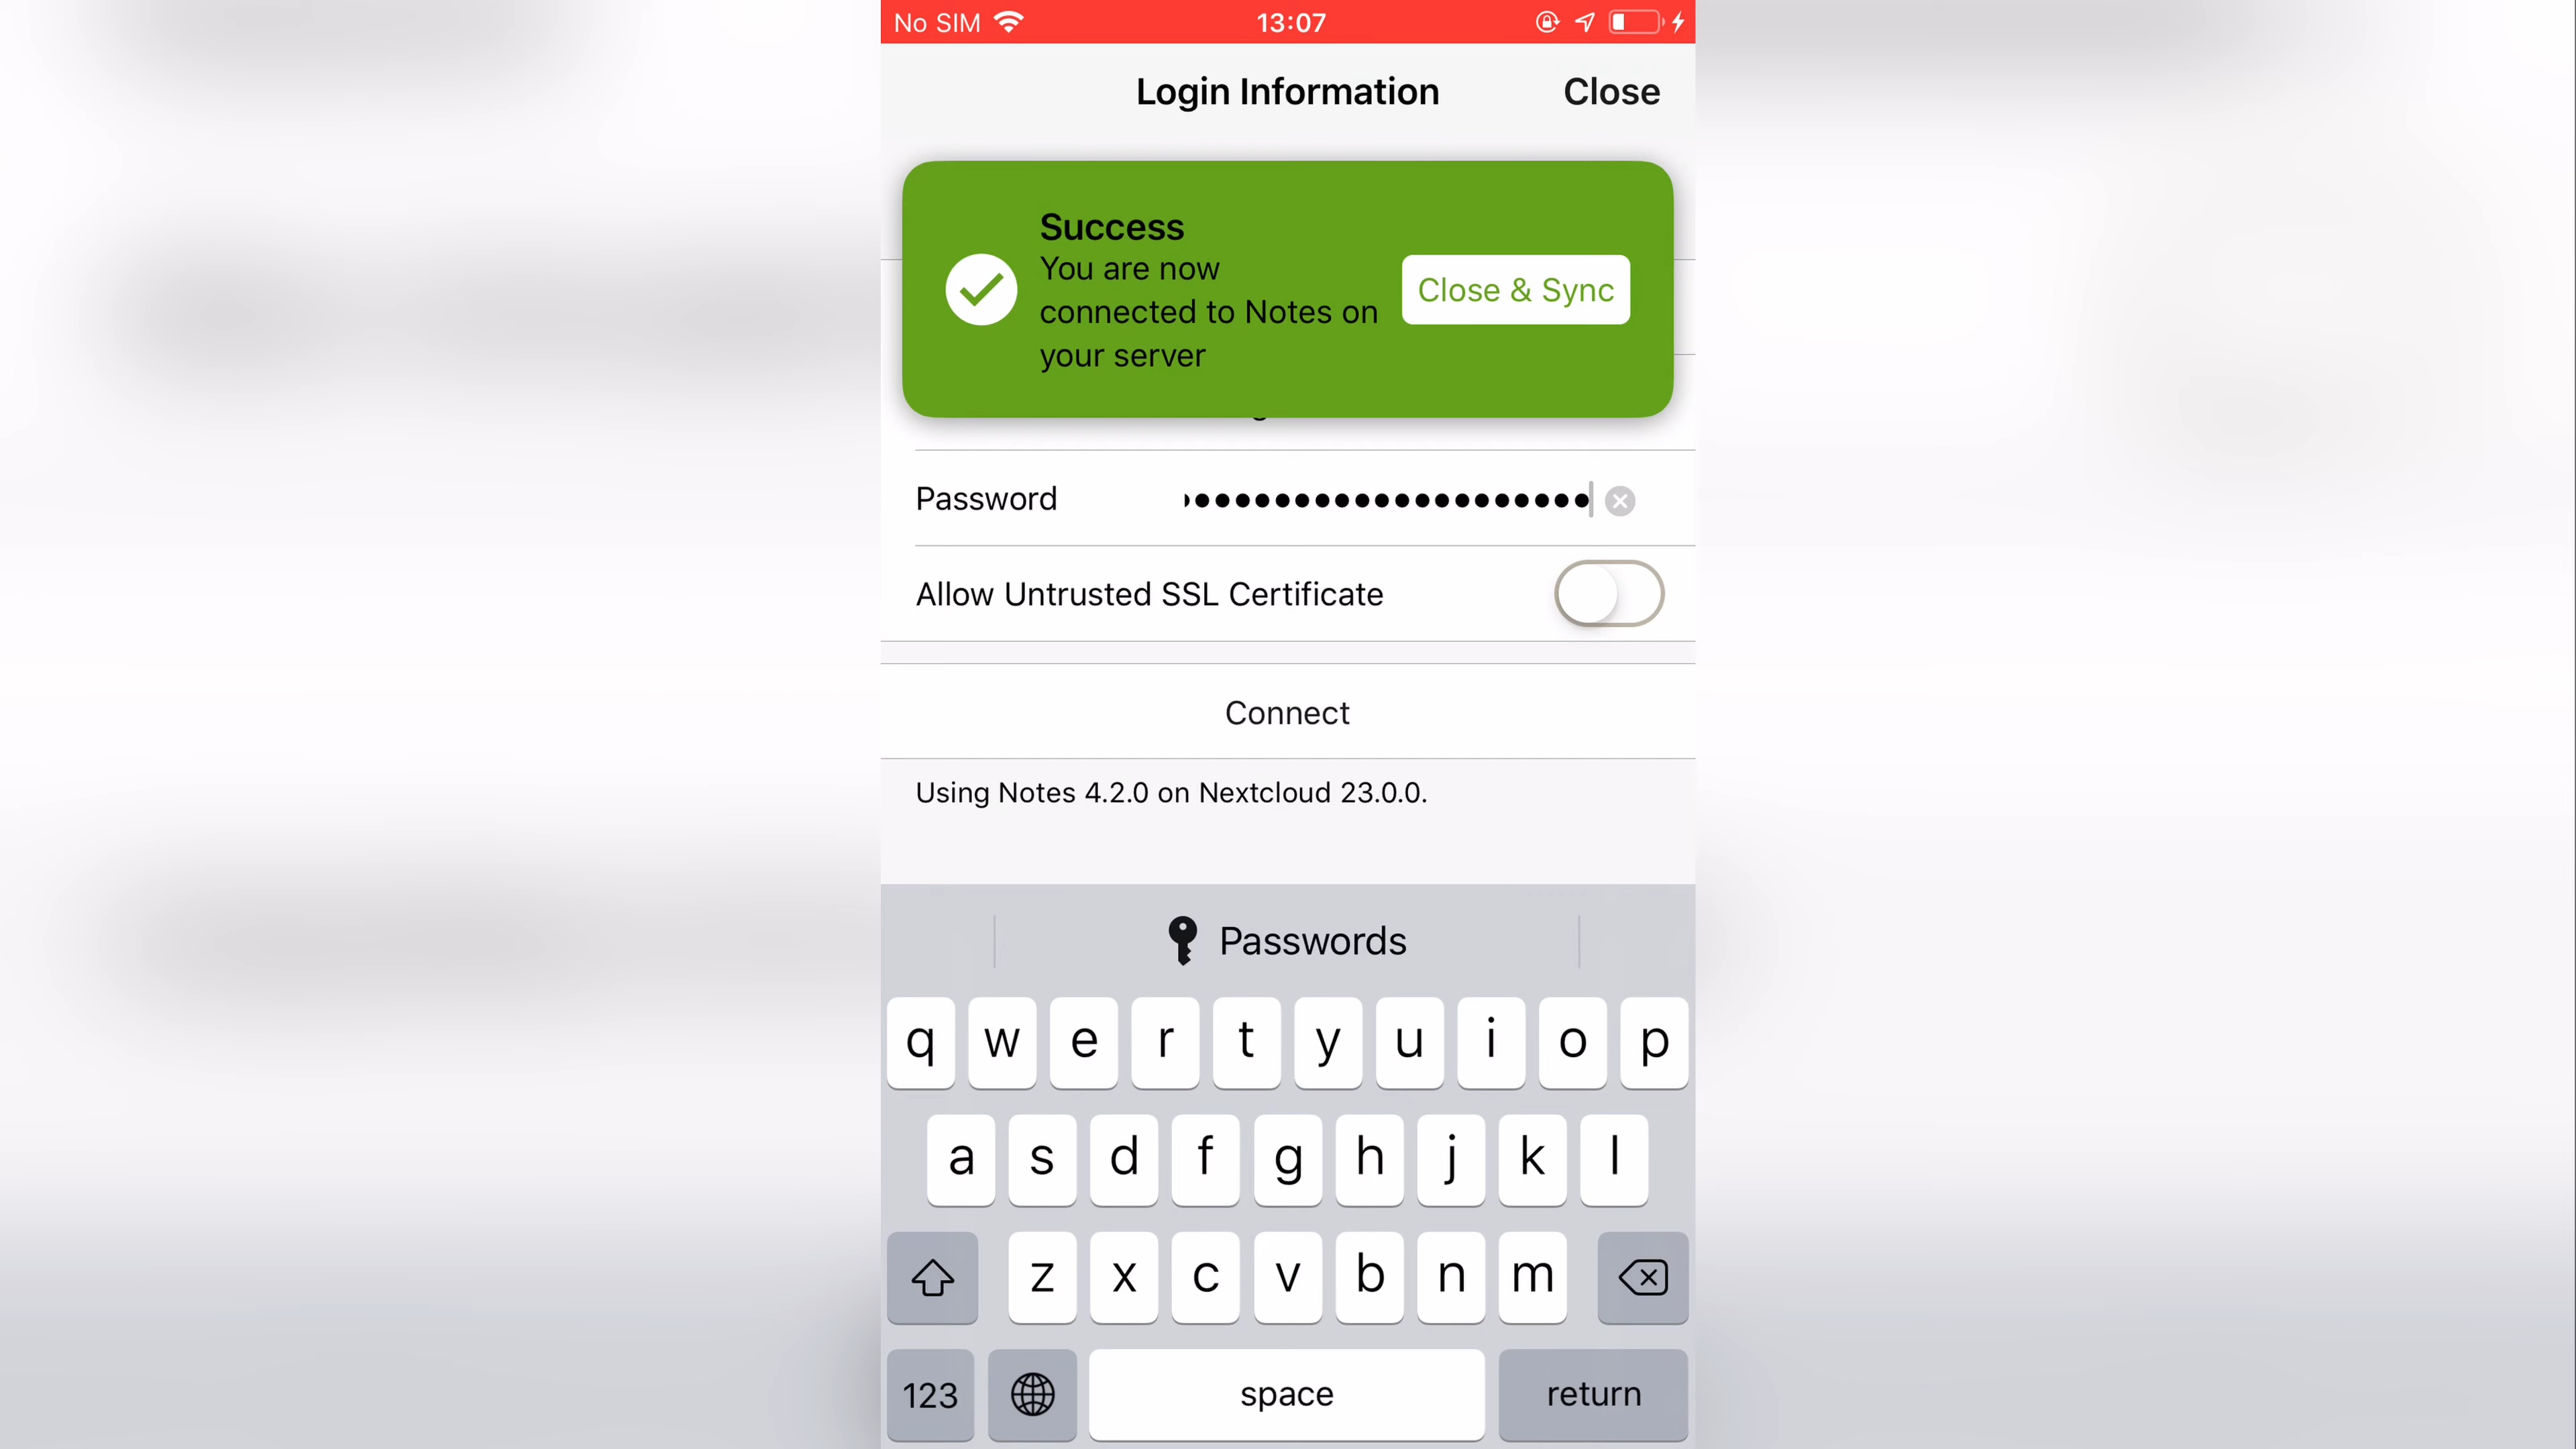 No SIM 13:07
Login Information Close
Success
You are now
connected to Notes on
your server
Close & Sync
Password
Allow Untrusted SSL Certificate
Connect
Using Notes 4.2.0 on Nextcloud 23.0.0.
Passwords
q w e r t y u i o p
a s d f g h j k l
z x c v b n m
123 space return